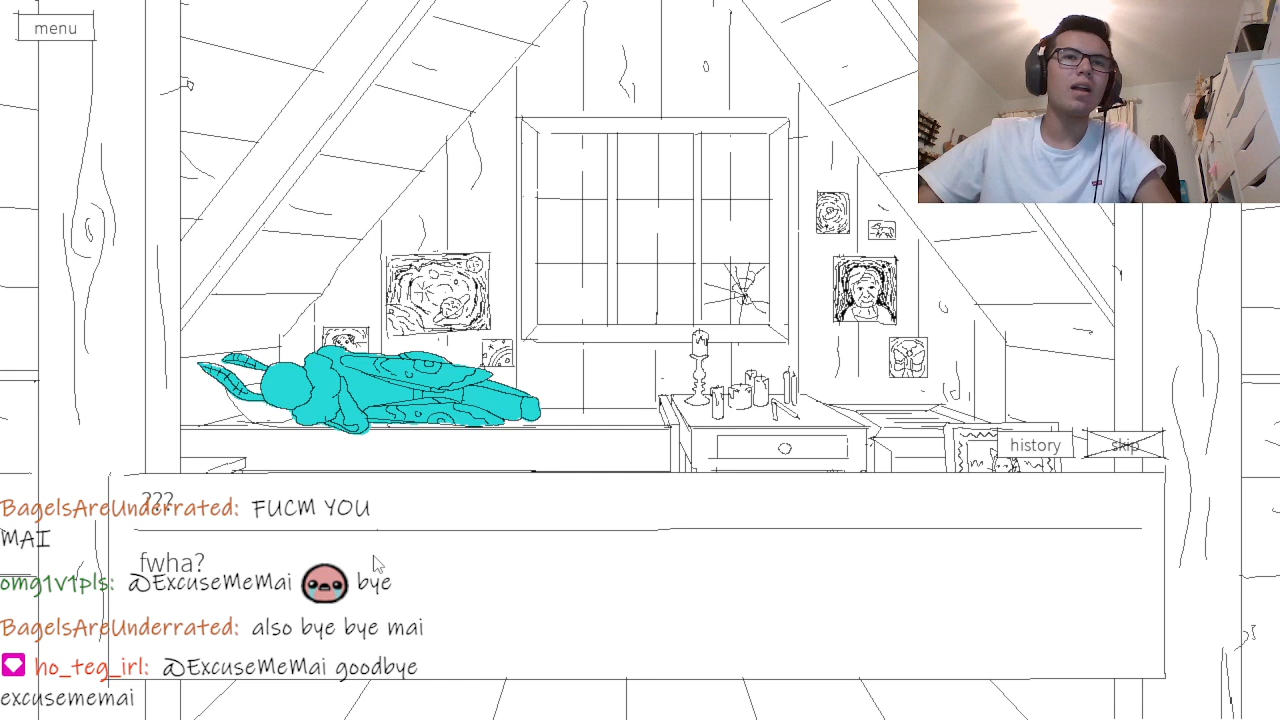 menu
history
skip
???
BagelsAreUnderrated: FUCM YOU
MAI
fwha?
omg1v1pls: @ExcuseMeMai bye
BagelsAreUnderrated: also bye bye mai
ho_teg_irl: @ExcuseMeMai goodbye
excusememai